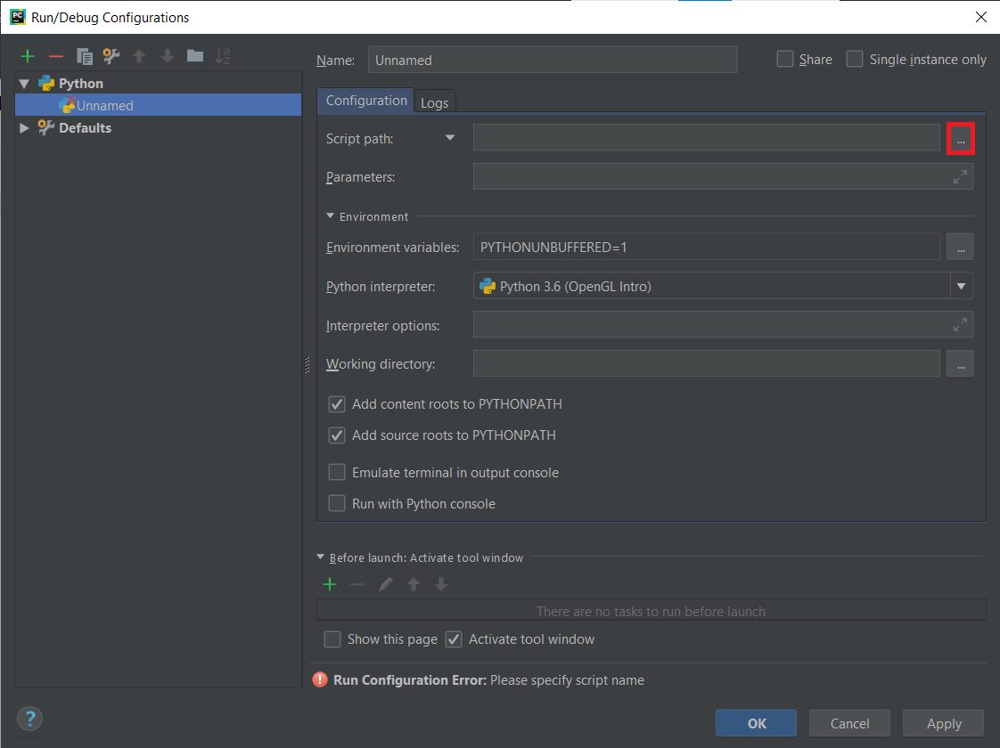 PC Run/Debug Configurations
Name: Unnamed Share Single instance only
Python
Unnamed
Defaults
Configuration Logs
Script path: ...
Parameters:
Environment
Environment variables: PYTHONUNBUFFERED=1 ...
Python interpreter: Python 3.6 (OpenGL Intro)
Interpreter options:
Working directory: ...
Add content roots to PYTHONPATH
Add source roots to PYTHONPATH
Emulate terminal in output console
Run with Python console
Before launch: Activate tool window
There are no tasks to run before launch
Show this page Activate tool window
! Run Configuration Error: Please specify script name
? OK Cancel Apply